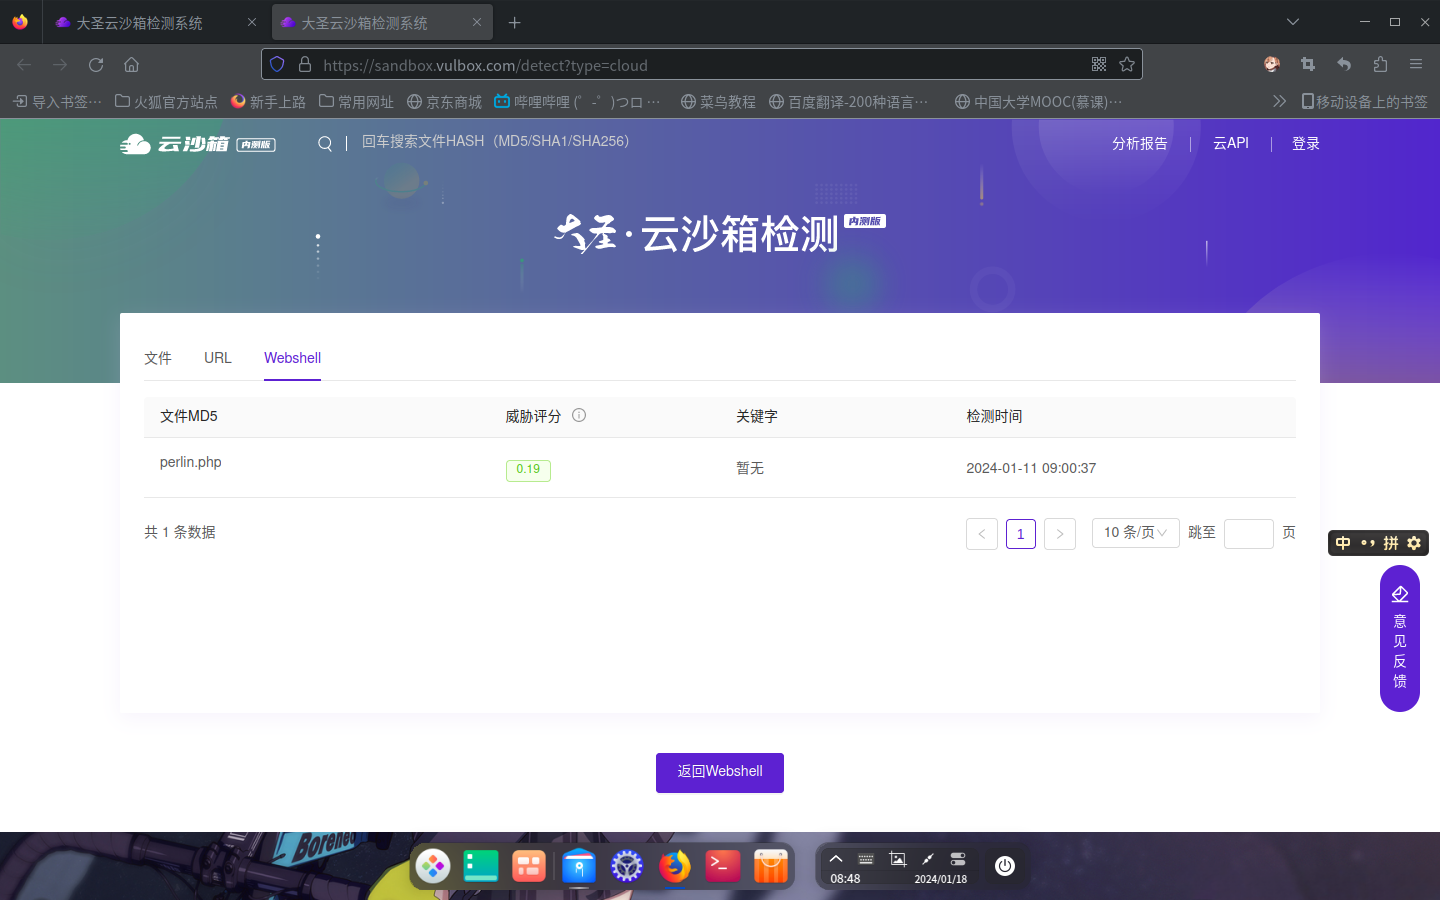 大圣云沙箱检测系统
大圣云沙箱检测系统
https://sandbox.vulbox.com/detect?type=cloud
导入书签… 火狐官方站点 新手上路 常用网址 京东商城 哔哩哔哩 (゜-゜)つロ … 菜鸟教程 百度翻译-200种语言… 中国大学MOOC(慕课)… 移动设备上的书签
云沙箱 内测版 回车搜索文件HASH（MD5/SHA1/SHA256） 分析报告 云API 登录
大圣·云沙箱检测 内测版
文件 URL Webshell
文件MD5 威胁评分 关键字 检测时间
perlin.php 0.19 暂无 2024-01-11 09:00:37
共 1 条数据 1 10 条/页 跳至 页
中 拼
意见反馈
返回Webshell
Borened
08:48 2024/01/18